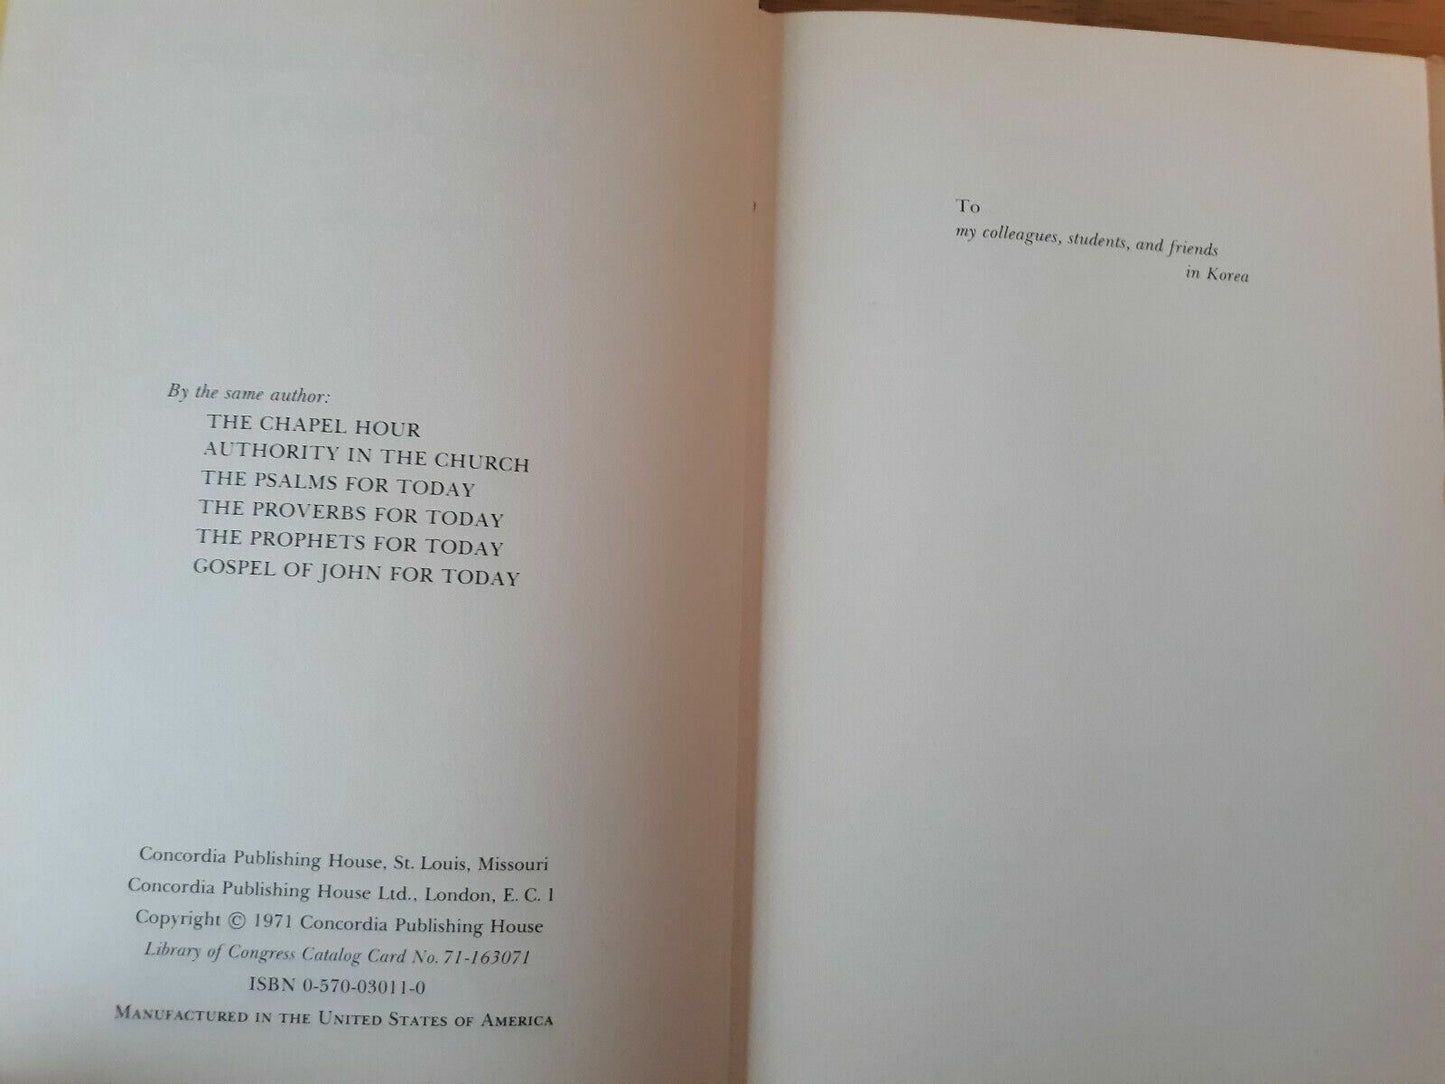 By the same author:
THE CHAPEL HOUR
AUTHORITY IN THE CHURCH
THE PSALMS FOR TODAY
THE PROVERBS FOR TODAY
THE PROPHETS FOR TODAY
GOSPEL OF JOHN FOR TODAY
Concordia Publishing House, St. Louis, Missouri
Concordia Publishing House Ltd., London, E. C. 1
Copyright © 1971 Concordia Publishing House
Library of Congress Catalog Card No. 71-163071
ISBN 0-570-03011-0
MANUFACTURED IN THE UNITED STATES OF AMERICA
To
my colleagues, students, and friends
in Korea